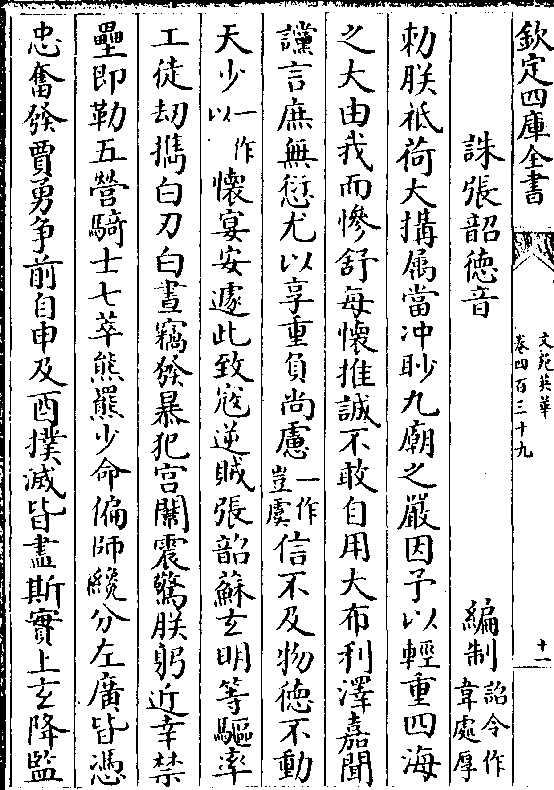 欽定四庫全書
文苑英華
卷四百三十九
十一
誅張韶德音
編制詔令作韋處厚
勑朕祗荷大搆属當冲眇九廟之嚴因予以輕重四海
之大由我而慘舒每懷推誠不敢自用大布利澤嘉聞
讜言庶無愆尤以享重負尚慮一作豈虞信不及物德不動
天少一作以懷宴安遽此致寇逆賊張韶蘇玄明等驅率
工徒刼攜白刃白晝竊發暴犯宮闕震驚朕躬近幸禁
壘即勒五營騎士七萃熊羆少命偏師纔分左廣皆憑
忠奮發賈勇争前自申及酉撲滅皆盡斯實上玄降監